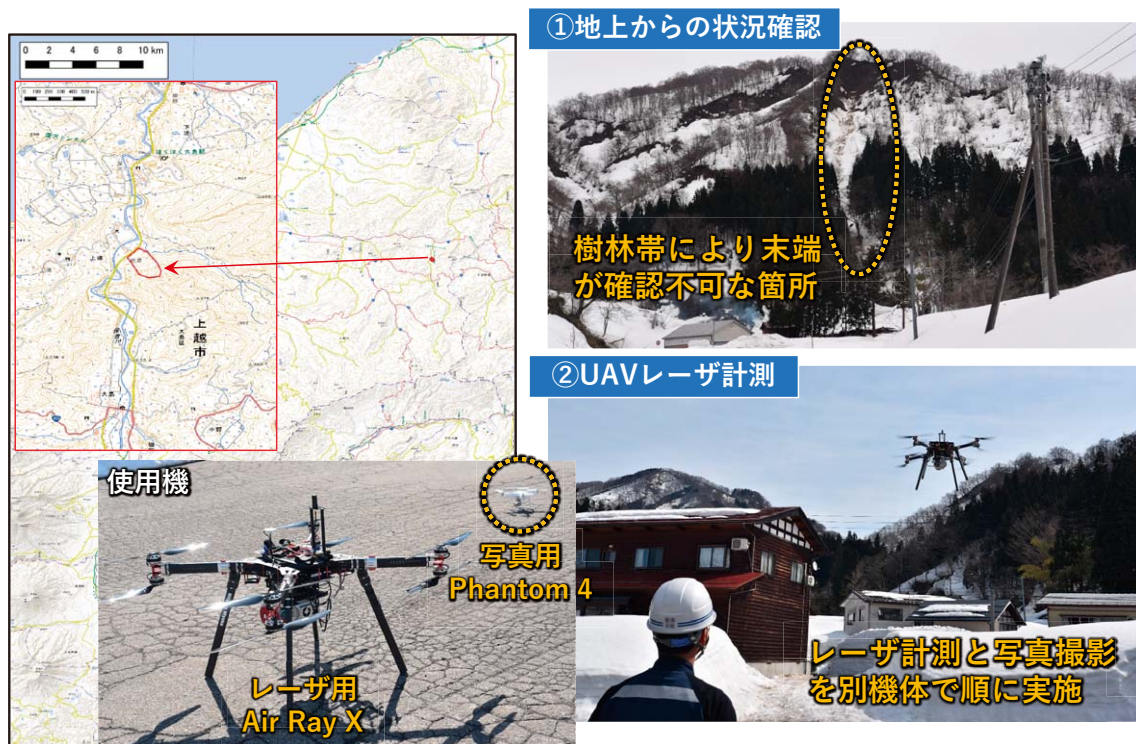 ①地上からの状況確認
0 2 4 6 8 10 km
上越市
樹林帯により末端
が確認不可な箇所
②UAVレーザ計測
使用機
写真用
Phantom 4
レーザ用
Air Ray X
レーザ計測と写真撮影
を別機体で順に実施